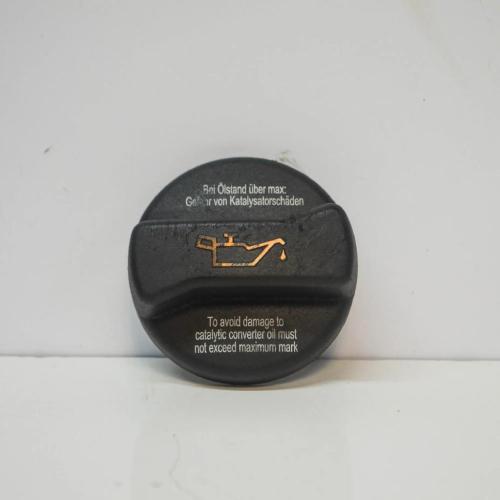 Bei Ölstand über max:
Gefahr von Katalysatorschäden
To avoid damage to
catalytic converter oil must
not exceed maximum mark